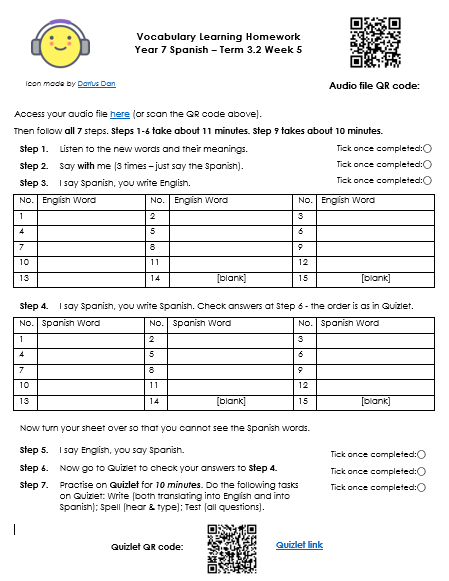 Vocabulary Learning Homework
Year 7 Spanish – Term 3.2 Week 5
Icon made by Darius Dan
Audio file QR code:
Access your audio file here (or scan the QR code above).
Then follow all 7 steps. Steps 1-6 take about 11 minutes. Step 9 takes about 10 minutes.
Step 1. Listen to the new words and their meanings. Tick once completed:
Step 2. Say with me (3 times – just say the Spanish). Tick once completed:
Step 3. I say Spanish, you write English. Tick once completed:
No. English Word No. English Word No. English Word
1 2 3
4 5 6
7 8 9
10 11 12
13 14 [blank] 15 [blank]
Step 4. I say Spanish, you write Spanish. Check answers at Step 6 - the order is as in Quizlet.
No. Spanish Word No. Spanish Word No. Spanish Word
1 2 3
4 5 6
7 8 9
10 11 12
13 14 [blank] 15 [blank]
Now turn your sheet over so that you cannot see the Spanish words.
Step 5. I say English, you say Spanish. Tick once completed:
Step 6. Now go to Quizlet to check your answers to Step 4. Tick once completed:
Step 7. Practise on Quizlet for 10 minutes. Do the following tasks Tick once completed:
on Quizlet: Write (both translating into English and into
Spanish); Spell (hear & type); Test (all questions).
Quizlet QR code: Quizlet link